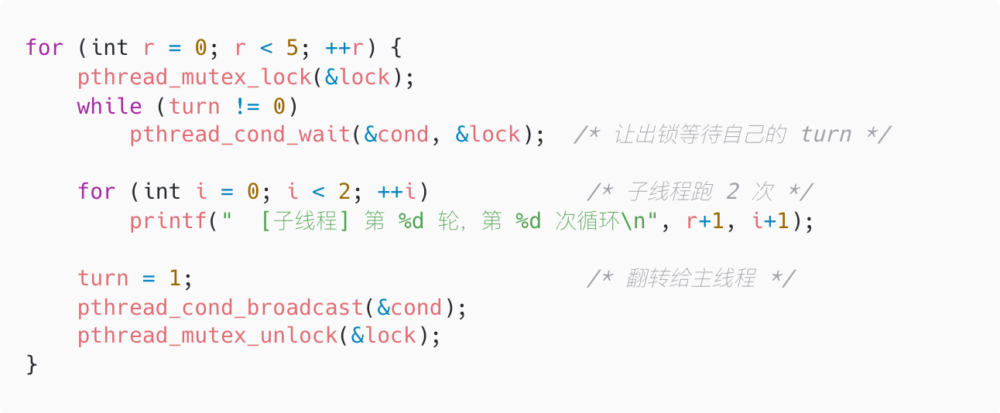 for (int r = 0; r < 5; ++r) {
    pthread_mutex_lock(&lock);
    while (turn != 0)
        pthread_cond_wait(&cond, &lock);  /* 让出锁等待自己的 turn */

    for (int i = 0; i < 2; ++i)            /* 子线程跑 2 次 */
        printf("  [子线程] 第 %d 轮, 第 %d 次循环\n", r+1, i+1);

    turn = 1;                              /* 翻转给主线程 */
    pthread_cond_broadcast(&cond);
    pthread_mutex_unlock(&lock);
}